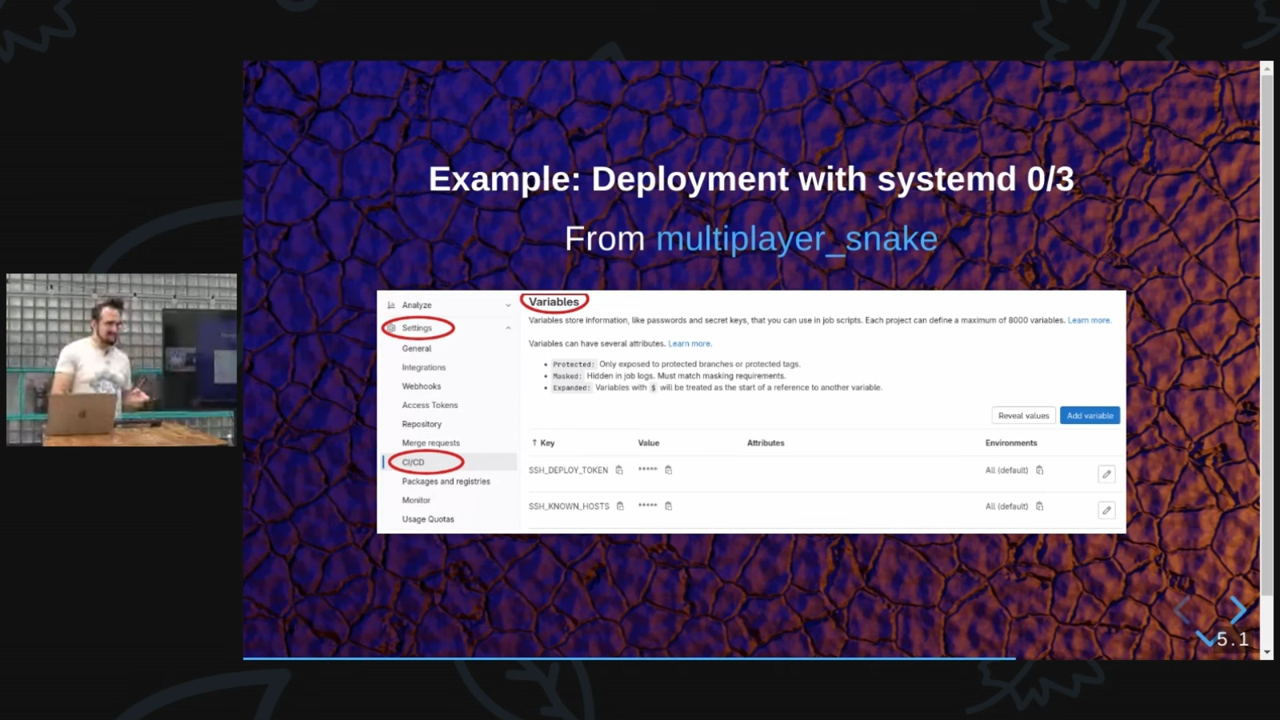 Example: Deployment with systemd 0/3
From multiplayer_snake
Analyze
Settings
General
Integrations
Webhooks
Access Tokens
Repository
Merge requests
CI/CD
Packages and registries
Monitor
Usage Quotas
Variables
Variables store information, like passwords and secret keys, that you can use in job scripts. Each project can define a maximum of 8000 variables. Learn more.
Variables can have several attributes. Learn more.
• Protected: Only exposed to protected branches or protected tags.
• Masked: Hidden in job logs. Must match masking requirements.
• Expanded: Variables with $ will be treated as the start of a reference to another variable.
Reveal values Add variable
↑ Key Value Attributes Environments
SSH_DEPLOY_TOKEN ***** All (default)
SSH_KNOWN_HOSTS ***** All (default)
5.1